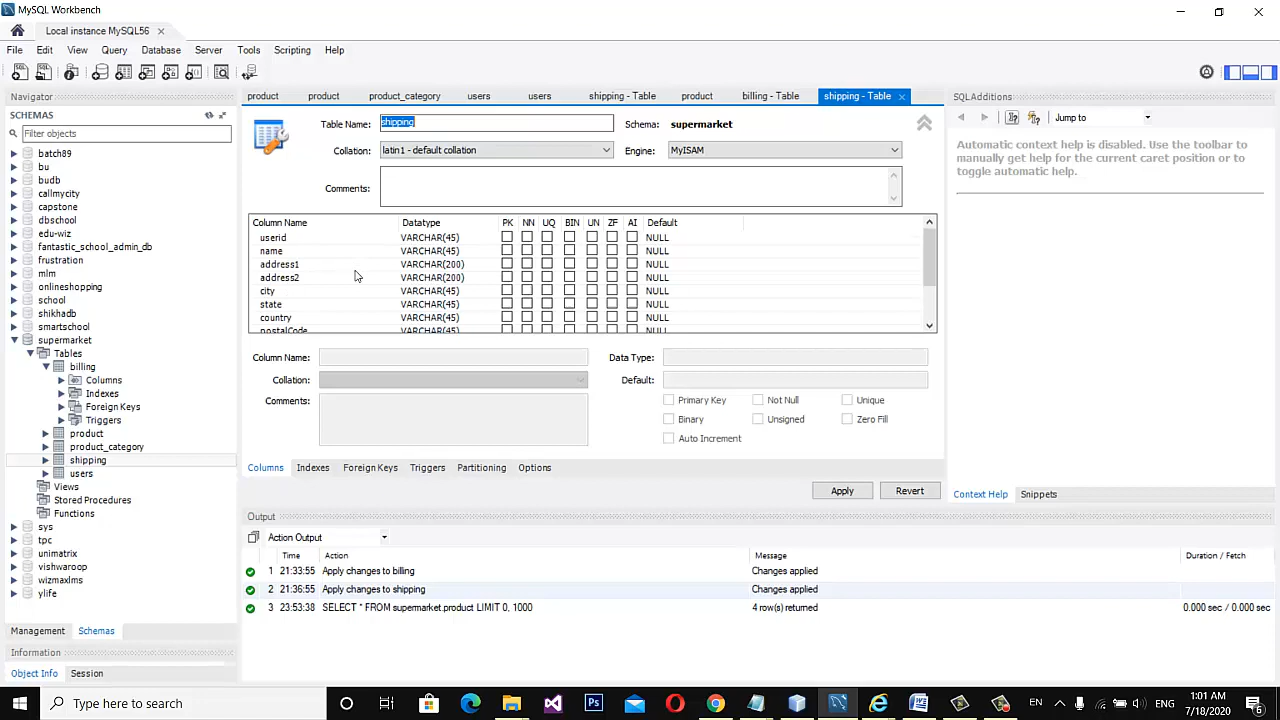 MySQL Workbench
Local instance MySQL56
File Edit View Query Database Server Tools Scripting Help
Navigator
SCHEMAS
Filter objects
batch89
bu
budb
callmycity
capstone
dbschool
edu-wiz
fantastic_school_admin_db
frustration
mlm
onlineshopping
school
shikhadb
smartschool
supermarket
Tables
billing
Columns
Indexes
Foreign Keys
Triggers
product
product_category
shipping
users
Views
Stored Procedures
Functions
sys
tpc
unimatrix
vishwaroop
wizmaxlms
ylife
Management Schemas
Information
Object Info Session
product product product_category users users shipping - Table product billing - Table shipping - Table
Table Name: shipping Schema: supermarket
Collation: latin1 - default collation Engine: MyISAM
Comments:
Column Name Datatype PK NN UQ BIN UN ZF AI Default
userid VARCHAR(45) NULL
name VARCHAR(45) NULL
address1 VARCHAR(200) NULL
address2 VARCHAR(200) NULL
city VARCHAR(45) NULL
state VARCHAR(45) NULL
country VARCHAR(45) NULL
postalCode VARCHAR(45) NULL
Column Name: Data Type:
Collation: Default:
Comments: Primary Key Not Null Unique
Binary Unsigned Zero Fill
Auto Increment
Columns Indexes Foreign Keys Triggers Partitioning Options
Apply Revert
SQLAdditions
Jump to
Automatic context help is disabled. Use the toolbar to
manually get help for the current caret position or to
toggle automatic help.
Context Help Snippets
Output
Action Output
Time Action Message Duration / Fetch
1 21:33:55 Apply changes to billing Changes applied
2 21:36:55 Apply changes to shipping Changes applied
3 23:53:38 SELECT * FROM supermarket.product LIMIT 0, 1000 4 row(s) returned 0.000 sec / 0.000 sec
Type here to search
EN
ENG
1:01 AM
7/18/2020
6